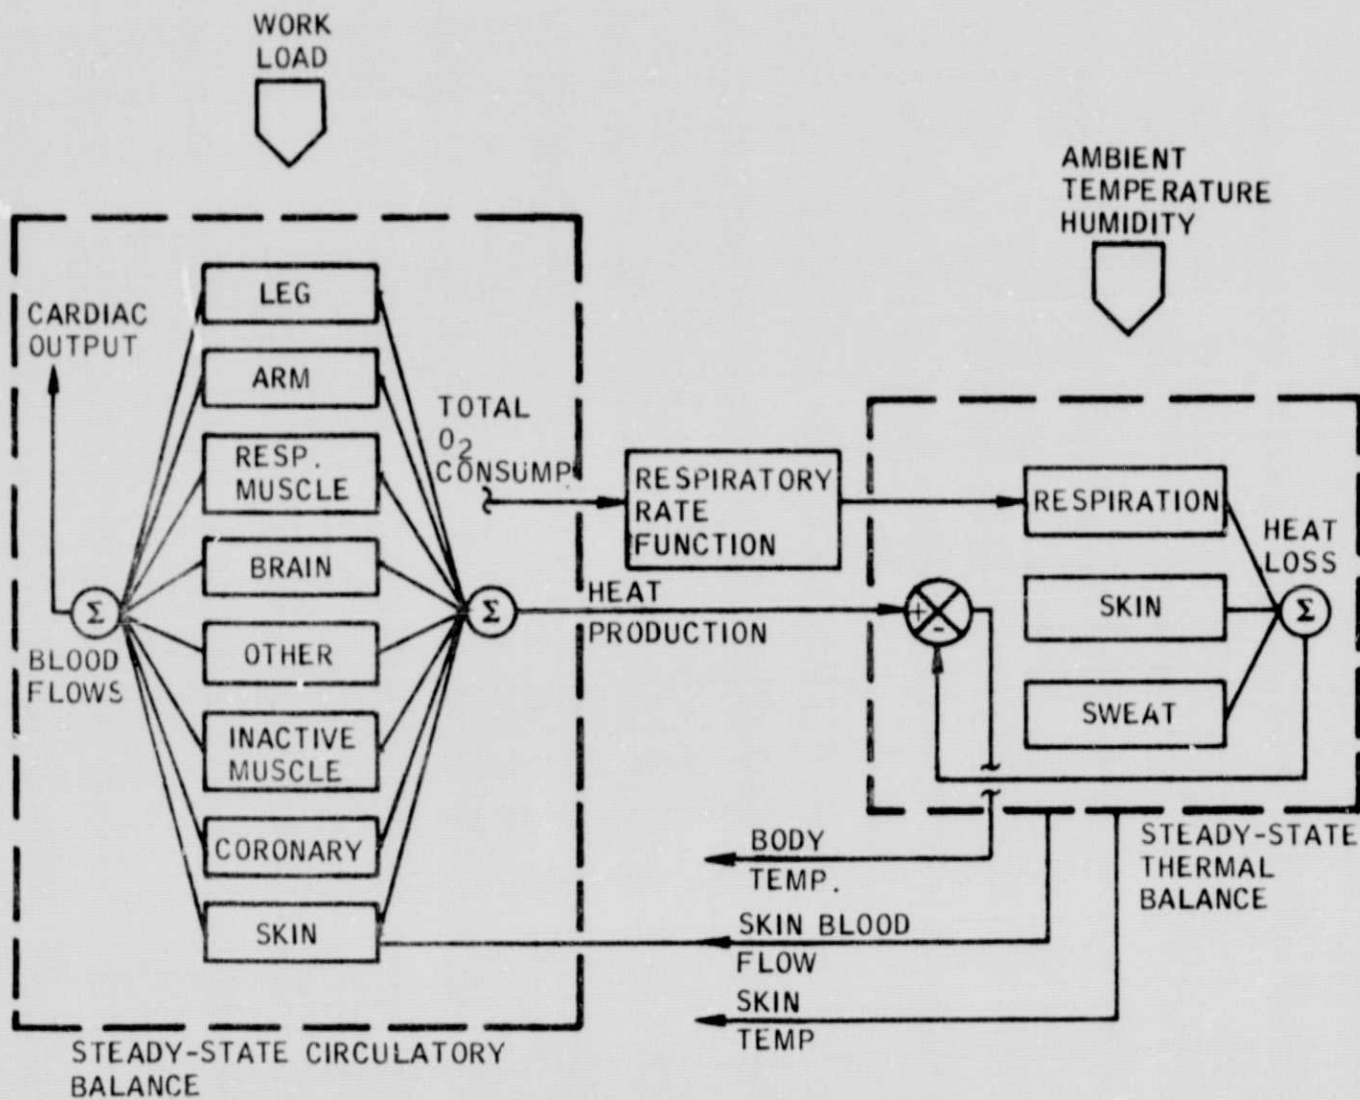 WORK
LOAD
AMBIENT
TEMPERATURE
HUMIDITY
CARDIAC
OUTPUT
LEG
ARM
RESP.
MUSCLE
BRAIN
OTHER
INACTIVE
MUSCLE
CORONARY
SKIN
Σ
BLOOD
FLOWS
TOTAL
O2
CONSUMP.
Σ
RESPIRATORY
RATE
FUNCTION
HEAT
PRODUCTION
+
-
RESPIRATION
SKIN
SWEAT
HEAT
LOSS
Σ
BODY
TEMP.
SKIN BLOOD
FLOW
SKIN
TEMP
STEADY-STATE
THERMAL
BALANCE
STEADY-STATE CIRCULATORY
BALANCE